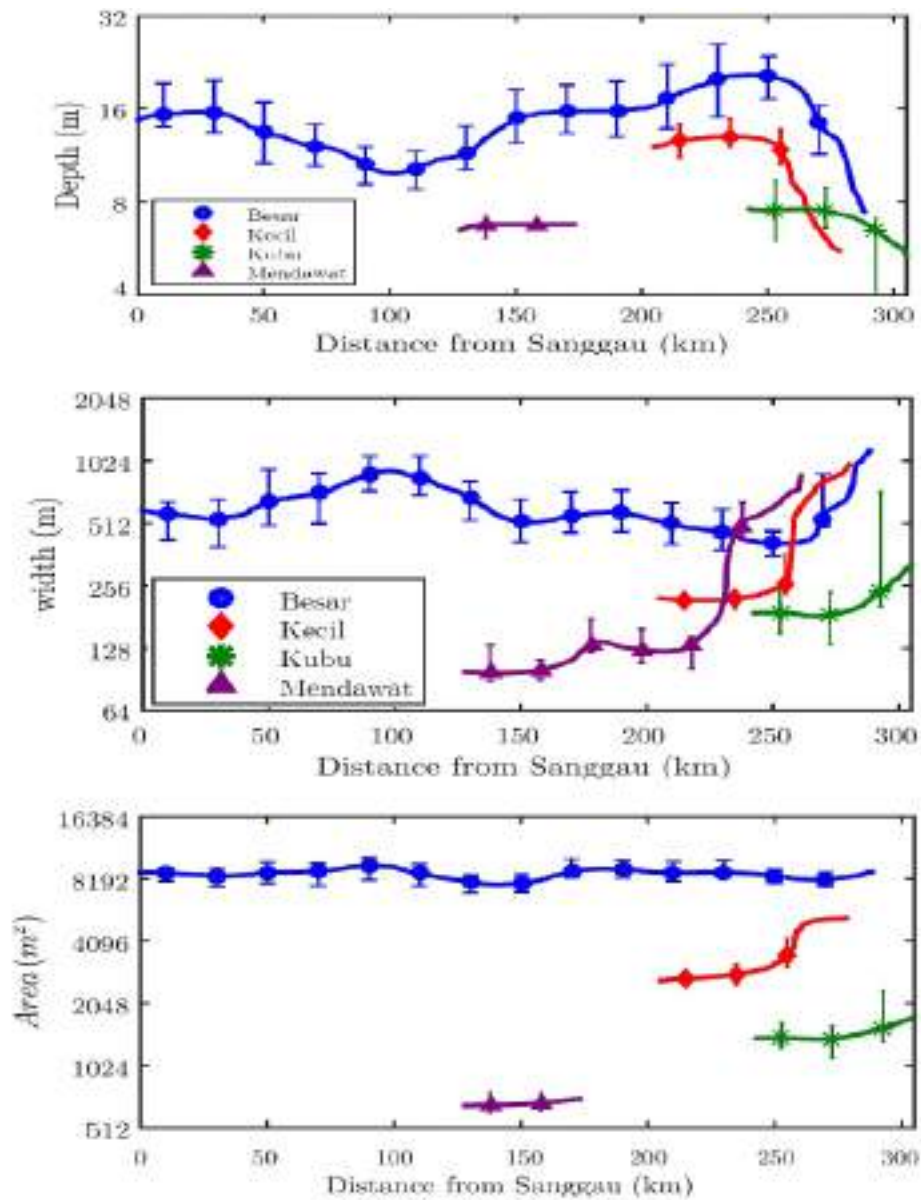 32
16
8
4
Depth (m)
Besar
Kecil
Kubu
Mendawat
0 50 100 150 200 250 300
Distance from Sanggau (km)
2048
1024
512
256
128
64
width (m)
Besar
Kecil
Kubu
Mendawat
0 50 100 150 200 250 300
Distance from Sanggau (km)
16384
8192
4096
2048
1024
512
Area (m²)
0 50 100 150 200 250 300
Distance from Sanggau (km)